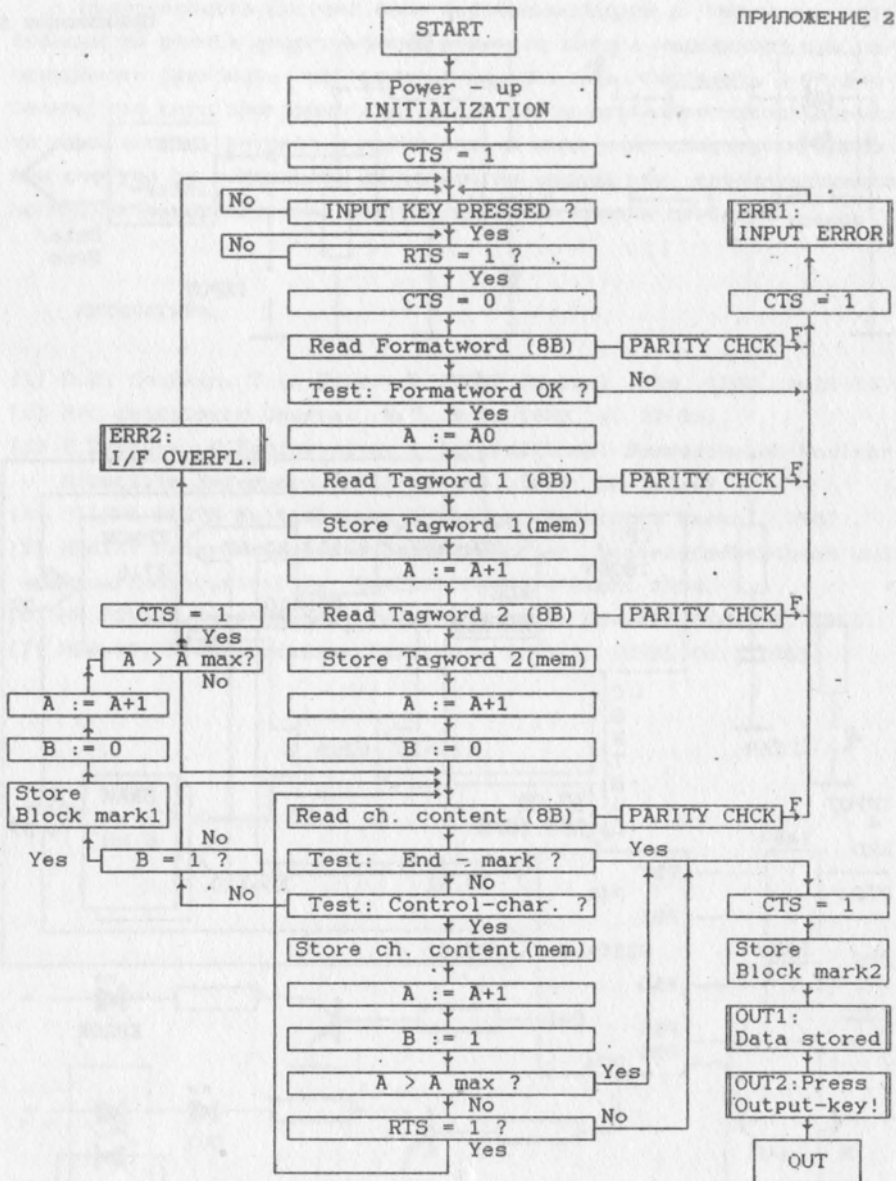 ПРИЛОЖЕНИЕ 2
START
Power - up
INITIALIZATION
CTS = 1
No
INPUT KEY PRESSED ?
Yes
No
RTS = 1 ?
Yes
CTS = 0
ERR1:
INPUT ERROR
CTS = 1
Read Formatword (8B)
PARITY CHCK
F
Test: Formatword OK ?
No
Yes
A := A0
ERR2:
I/F OVERFL.
Read Tagword 1 (8B)
PARITY CHCK
F
Store Tagword 1(mem)
A := A+1
CTS = 1
Read Tagword 2 (8B)
PARITY CHCK
F
Yes
A > A max?
No
Store Tagword 2(mem)
A := A+1
A := A+1
B := 0
B := 0
Store
Block mark1
Read ch. content (8B)
PARITY CHCK
F
No
Yes
B = 1 ?
Test: End - mark ?
Yes
No
No
Test: Control-char. ?
Yes
CTS = 1
Store ch. content(mem)
Store
Block mark2
A := A+1
B := 1
OUT1:
Data stored
A > A max ?
Yes
No
OUT2:Press
Output-key!
RTS = 1 ?
No
Yes
OUT